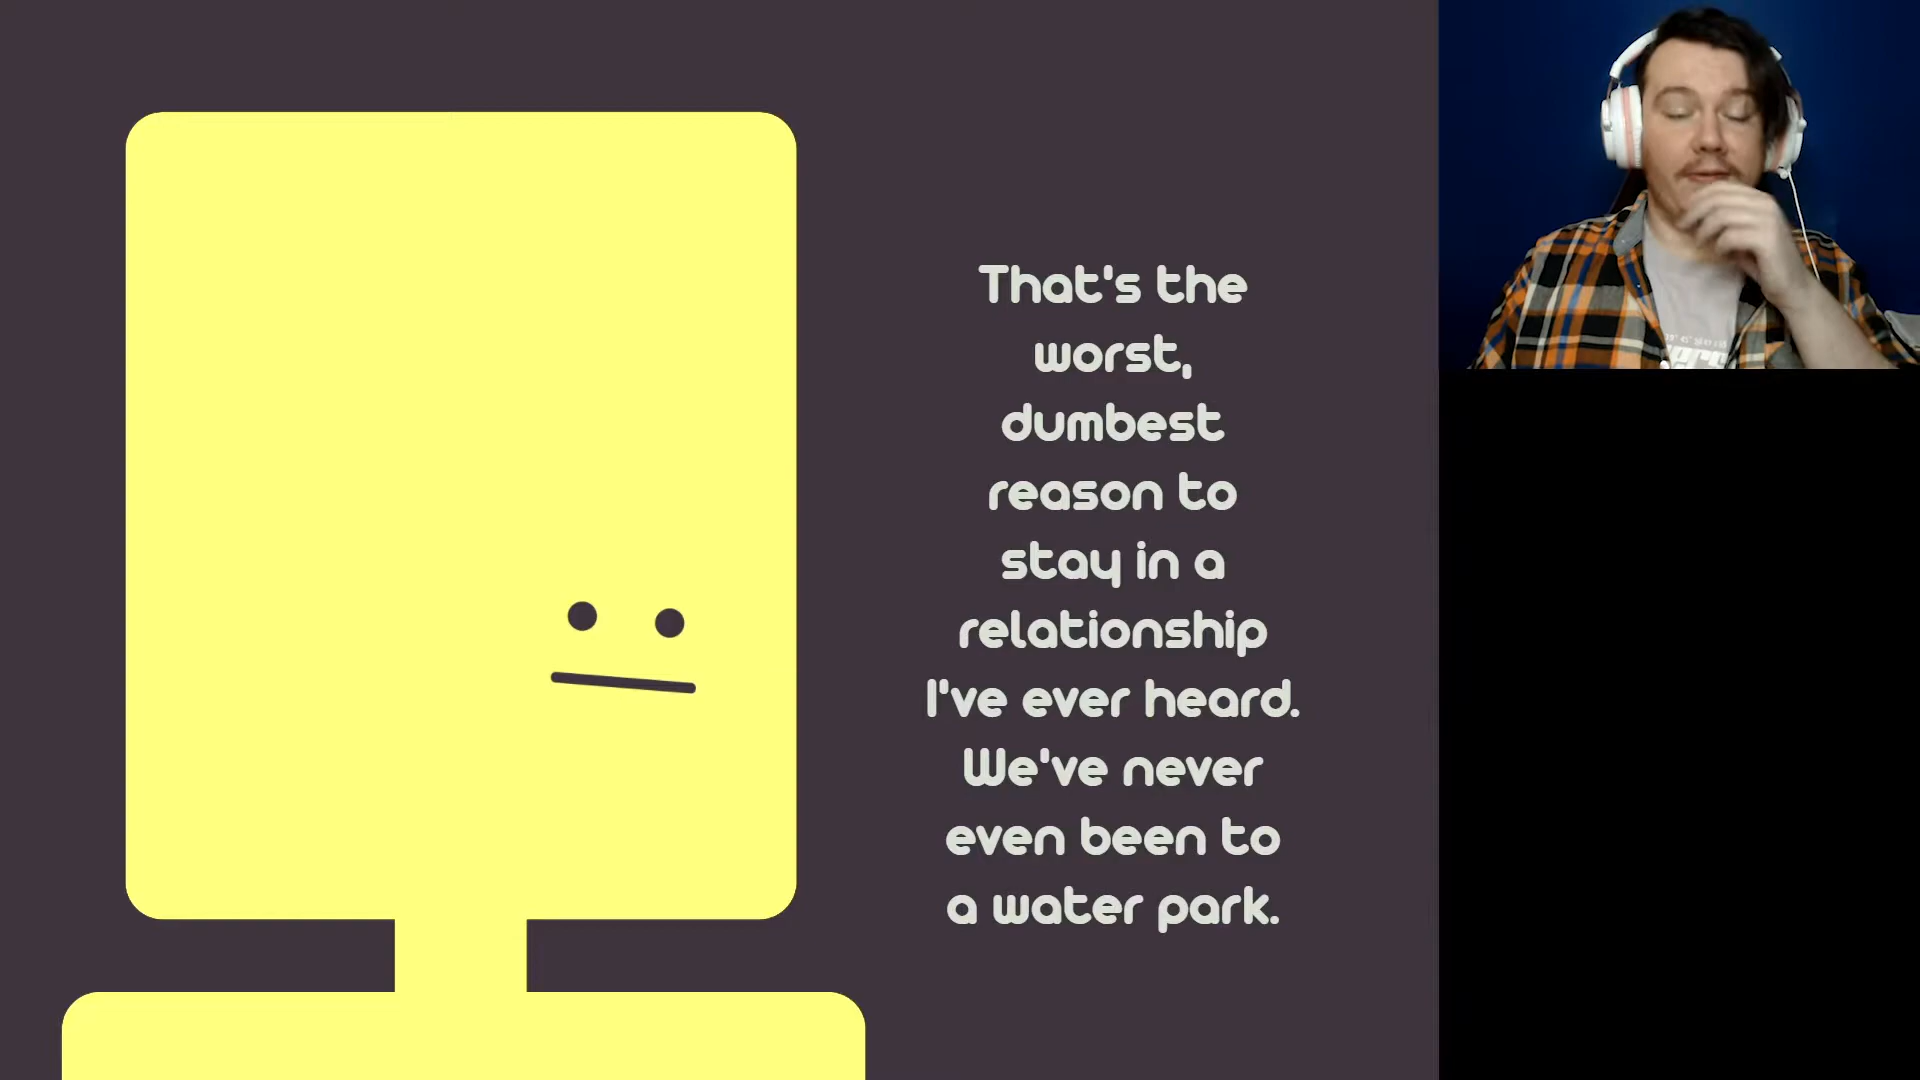 That's the
worst,
dumbest
reason to
stay in a
relationship
I've ever heard.
We've never
even been to
a water park.